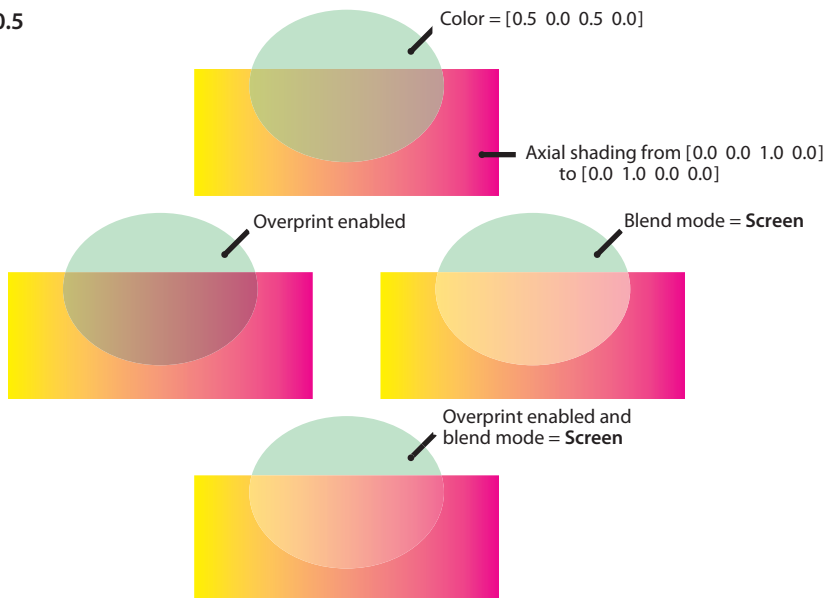 0.5
Color = [0.5 0.0 0.5 0.0]
Axial shading from [0.0 0.0 1.0 0.0]
to [0.0 1.0 0.0 0.0]
Overprint enabled
Blend mode = Screen
Overprint enabled and
blend mode = Screen